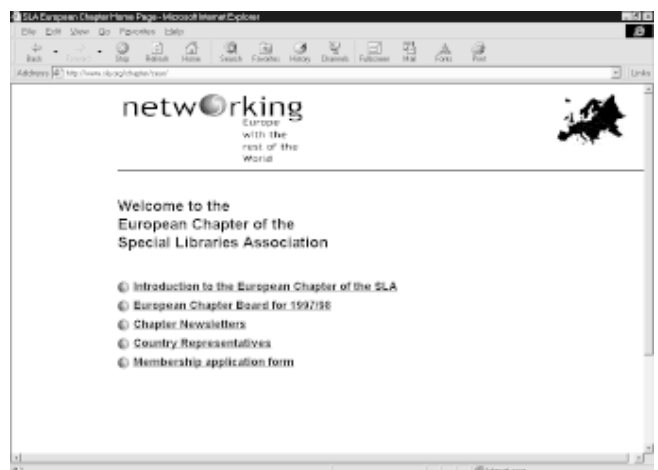 SLA European Chapter Home Page - Microsoft Internet Explorer
File Edit View Go Favorites Help
Back Stop Refresh Home Search Favorites History Channels Fullscreen Mail Fonts Print
Address Links
networking
Europe
with the
rest of the
World
Welcome to the
European Chapter of the
Special Libraries Association
Introduction to the European Chapter of the SLA
European Chapter Board for 1997/98
Chapter Newsletters
Country Representatives
Membership application form